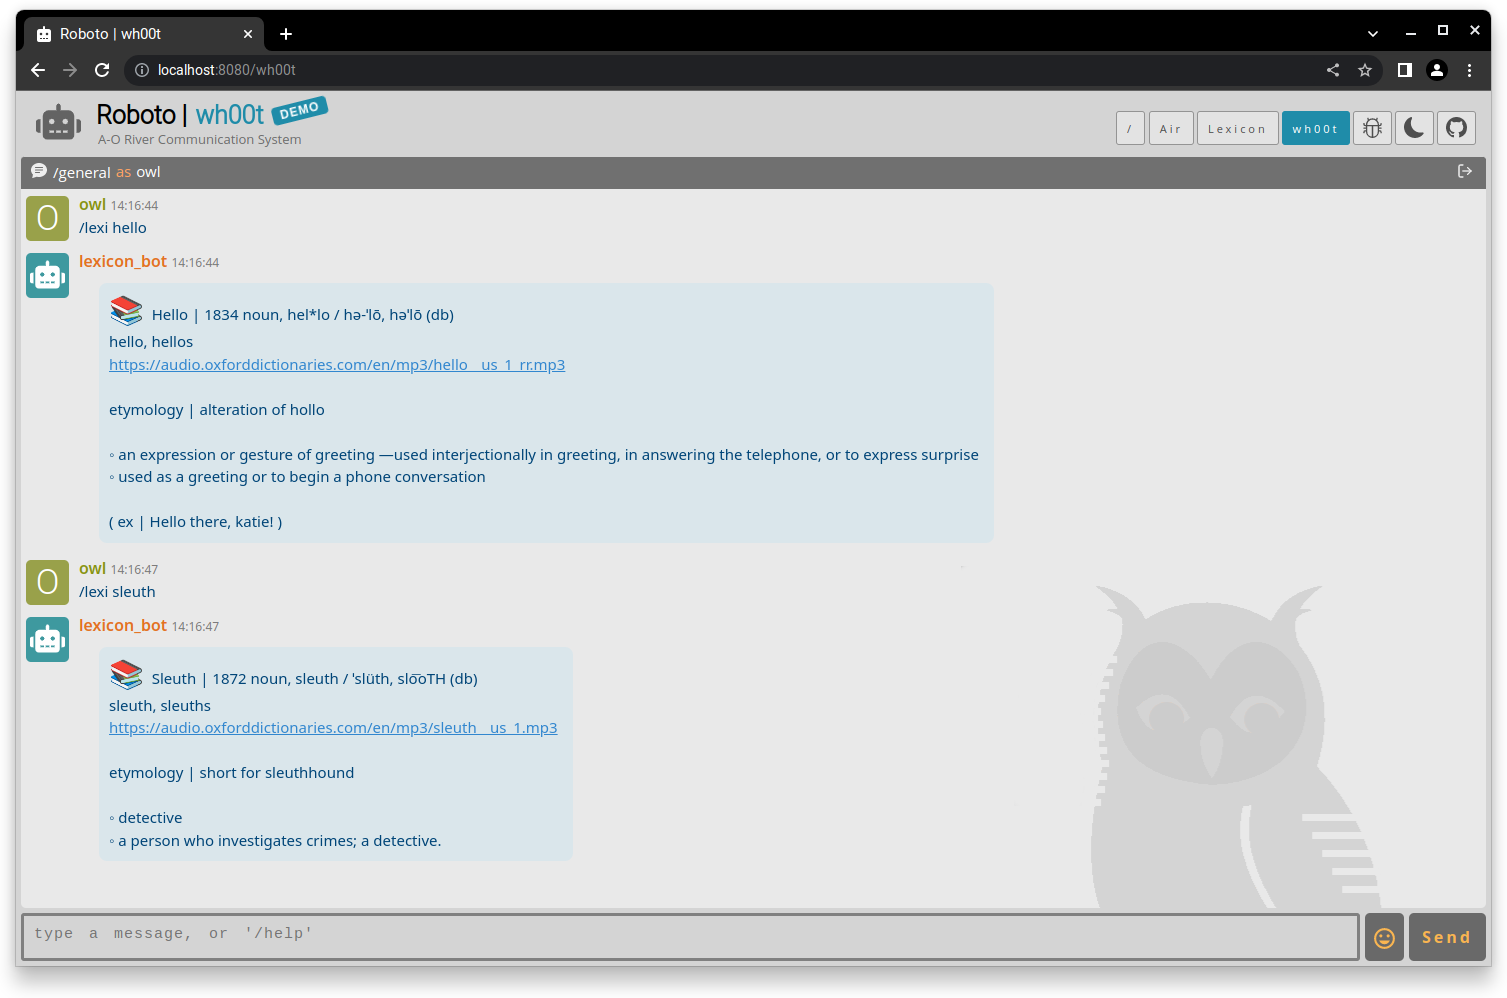 Roboto | wh00t
localhost:8080/wh00t
Roboto | wh00t DEMO
A-O River Communication System
/ Air Lexicon wh00t
/general as owl
O
owl 14:16:44
/lexi hello
lexicon_bot 14:16:44
Hello | 1834 noun, hel*lo / hə-ˈlō, həˈlō (db)
hello, hellos
https://audio.oxforddictionaries.com/en/mp3/hello__us_1_rr.mp3
etymology | alteration of hollo
◦ an expression or gesture of greeting —used interjectionally in greeting, in answering the telephone, or to express surprise
◦ used as a greeting or to begin a phone conversation
( ex | Hello there, katie! )
O
owl 14:16:47
/lexi sleuth
lexicon_bot 14:16:47
Sleuth | 1872 noun, sleuth / ˈslüth, slo͞oTH (db)
sleuth, sleuths
https://audio.oxforddictionaries.com/en/mp3/sleuth__us_1.mp3
etymology | short for sleuthhound
◦ detective
◦ a person who investigates crimes; a detective.
type a message, or '/help'
Send